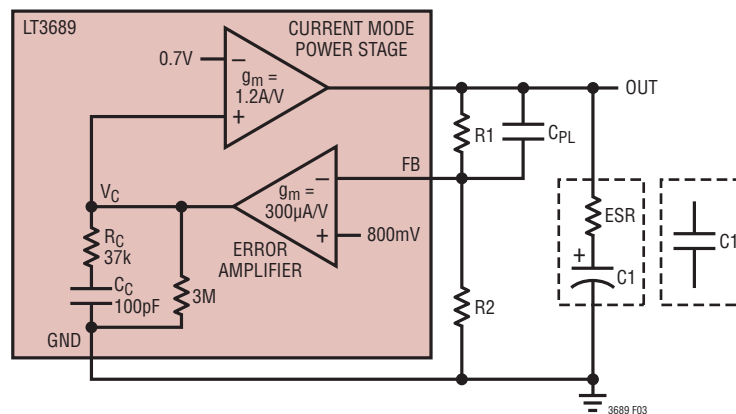 LT3689
CURRENT MODE
POWER STAGE
0.7V
−
gm =
1.2A/V
+
OUT
R1
CPL
FB
VC
−
gm =
300µA/V
+
800mV
ERROR
AMPLIFIER
RC
37k
CC
100pF
3M
GND
R2
ESR
+
C1
C1
3689 F03